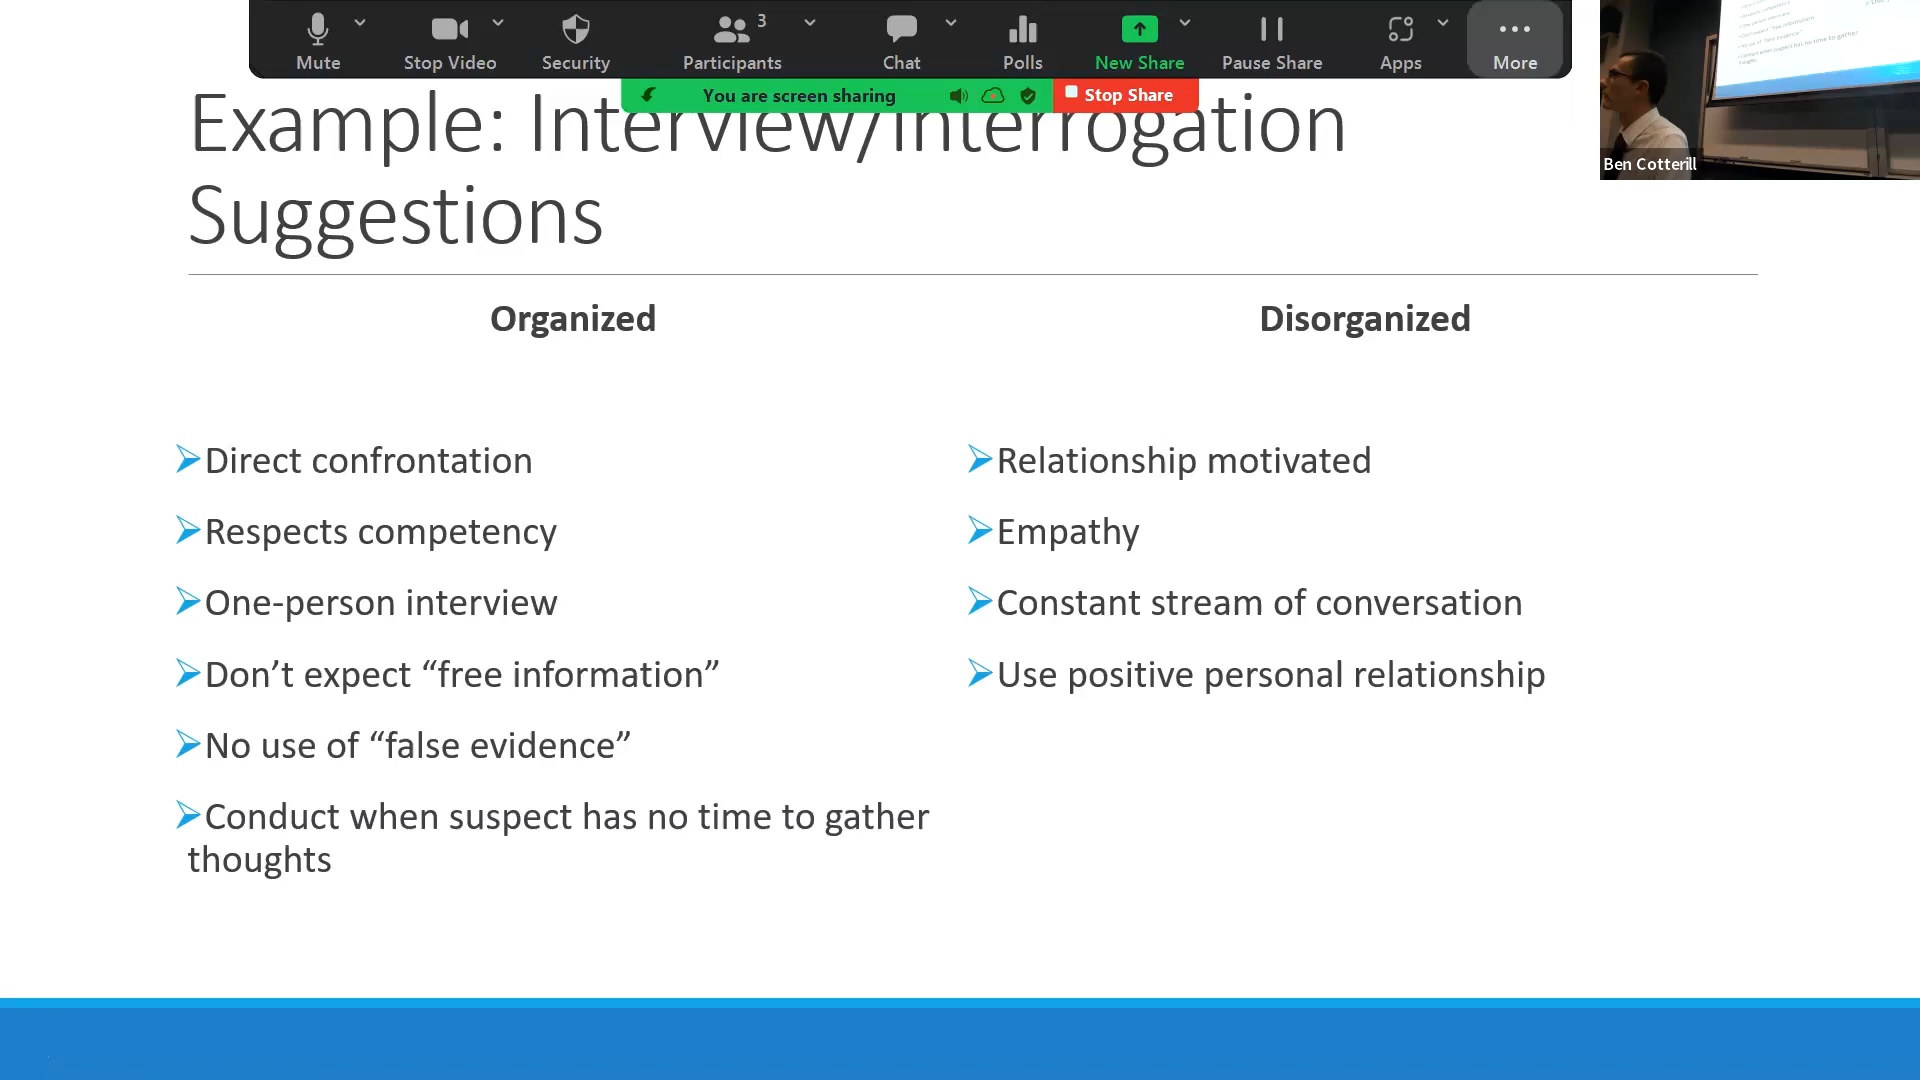 Mute
Stop Video
Security
Participants
3
Chat
Polls
New Share
Pause Share
Apps
More
You are screen sharing
Stop Share
Ben Cotterill
Example: Interview/Interrogation
Suggestions
Organized
Direct confrontation
Respects competency
One-person interview
Don’t expect “free information”
No use of “false evidence”
Conduct when suspect has no time to gather
thoughts
Disorganized
Relationship motivated
Empathy
Constant stream of conversation
Use positive personal relationship